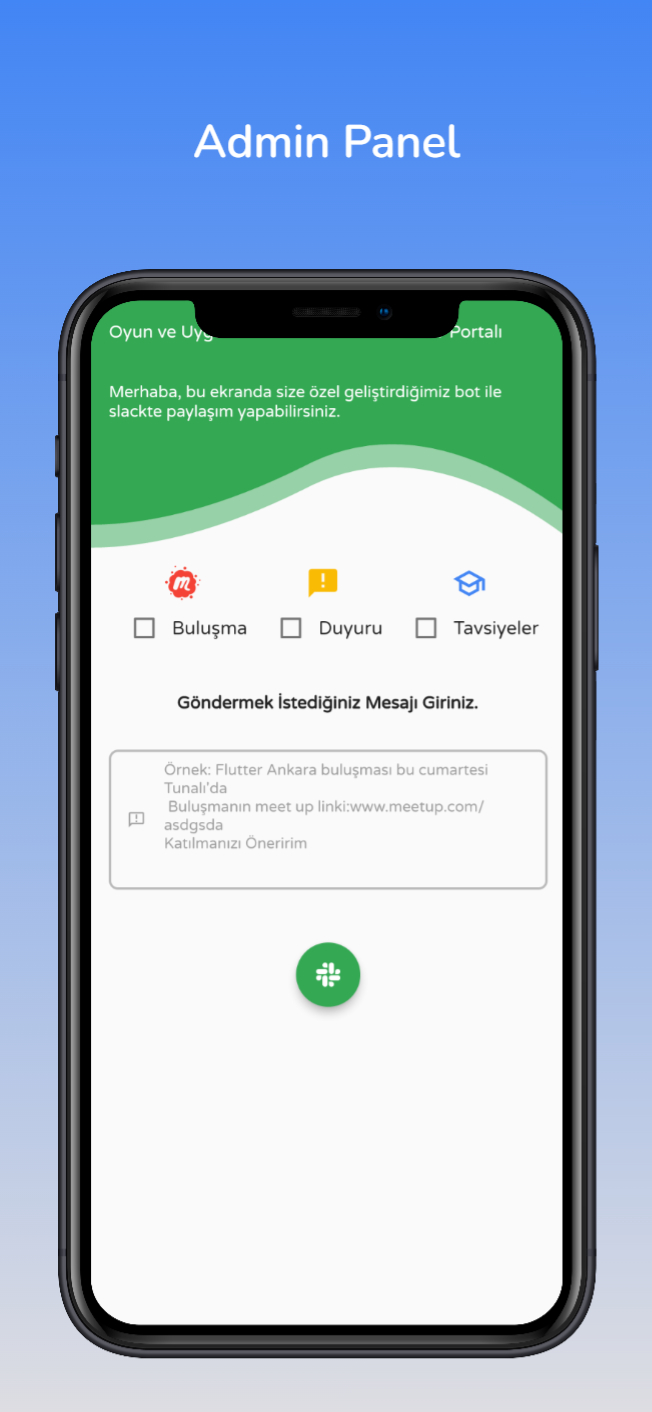 Admin Panel
Oyun ve Portalı
Merhaba, bu ekranda size özel geliştirdiğimiz bot ile
slackte paylaşım yapabilirsiniz.
Buluşma Duyuru Tavsiyeler
Göndermek İstediğiniz Mesajı Giriniz.
Örnek: Flutter Ankara buluşması bu cumartesi
Tunalı'da
Buluşmanın meet up linki:www.meetup.com/
asdgsda
Katılmanızı Öneririm